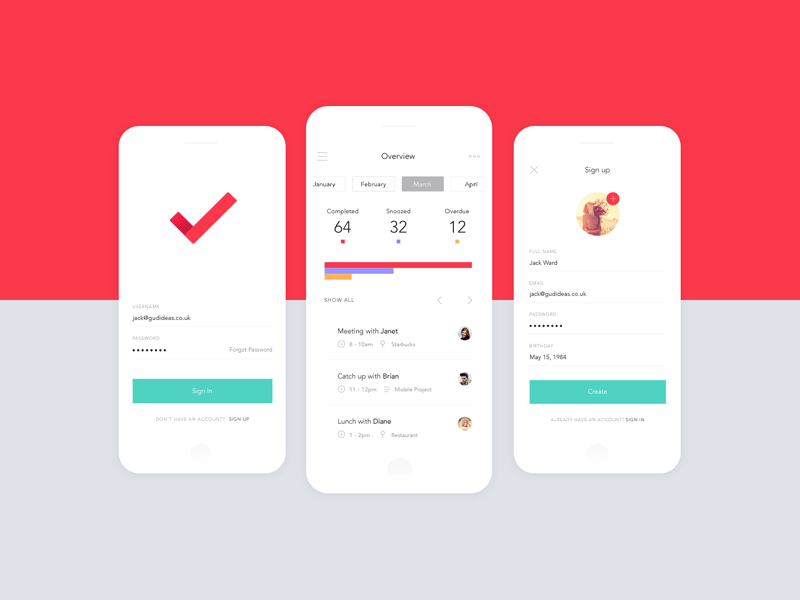 USERNAME
jack@gudideas.co.uk
PASSWORD
••••••••
Forgot Password
Sign In
DON'T HAVE AN ACCOUNT? SIGN UP
Overview
January February March April
Completed Snoozed Overdue
64 32 12
SHOW ALL
Meeting with Janet
8 - 10am Starbucks
Catch up with Brian
11 - 12pm Mobile Project
Lunch with Diane
1 - 2pm Restaurant
Sign up
FULL NAME
Jack Ward
EMAIL
jack@gudideas.co.uk
PASSWORD
••••••••
BIRTHDAY
May 15, 1984
Create
ALREADY HAVE AN ACCOUNT? SIGN IN